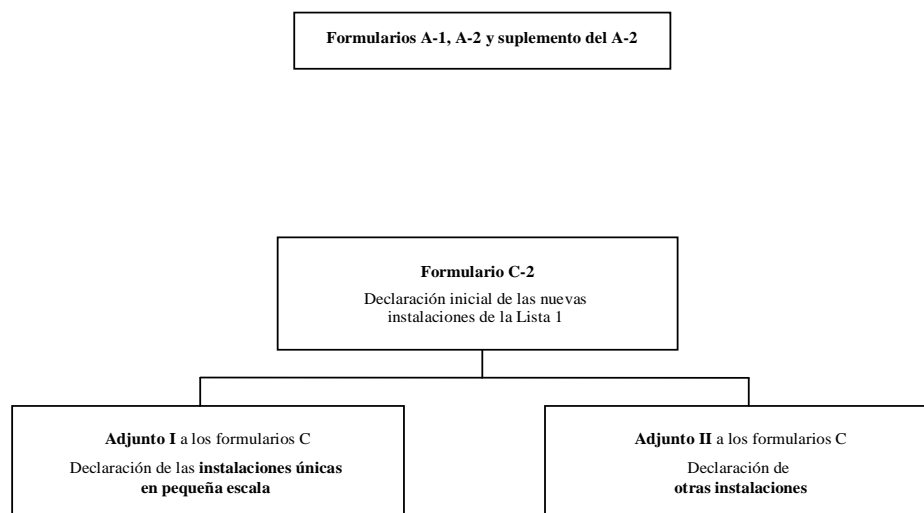 Formularios A-1, A-2 y suplemento del A-2
Formulario C-2
Declaración inicial de las nuevas
instalaciones de la Lista 1
Adjunto I a los formularios C
Declaración de las instalaciones únicas
en pequeña escala
Adjunto II a los formularios C
Declaración de
otras instalaciones